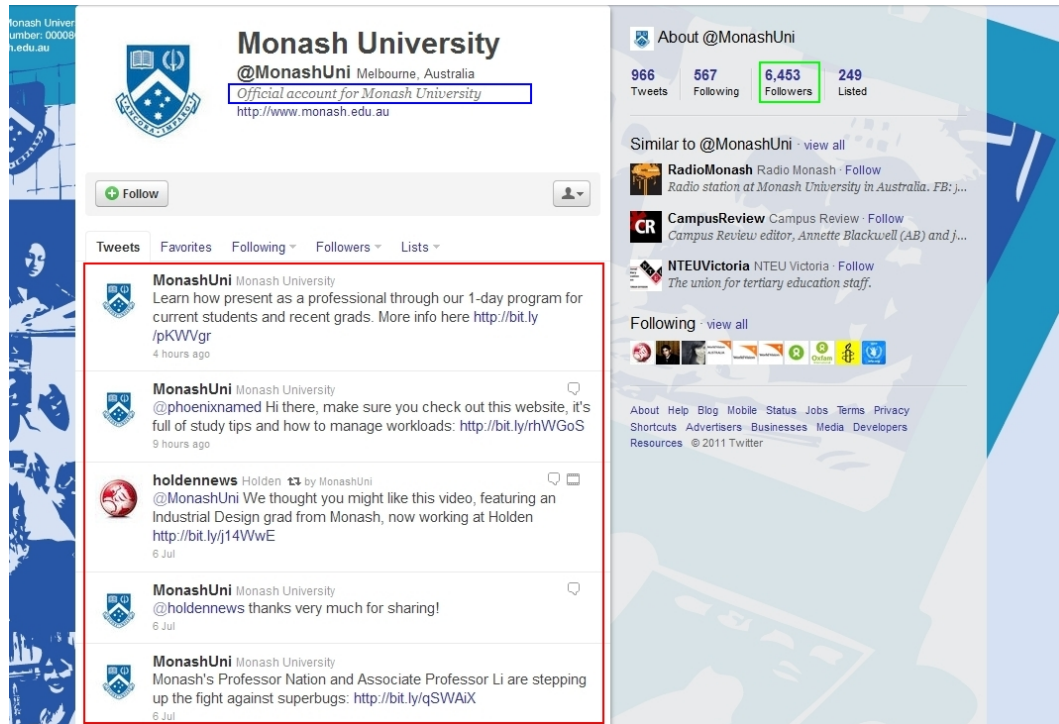 Monash Univer
umber: 00008
h.edu.au
Monash University
@MonashUni Melbourne, Australia
Official account for Monash University
http://www.monash.edu.au
Follow
Tweets Favorites Following Followers Lists
MonashUni Monash University
Learn how present as a professional through our 1-day program for
current students and recent grads. More info here http://bit.ly
/pKWVgr
4 hours ago
MonashUni Monash University
@phoenixnamed Hi there, make sure you check out this website, it's
full of study tips and how to manage workloads: http://bit.ly/rhWGoS
9 hours ago
holdennews Holden by MonashUni
@MonashUni We thought you might like this video, featuring an
Industrial Design grad from Monash, now working at Holden
http://bit.ly/j14WwE
6 Jul
MonashUni Monash University
@holdennews thanks very much for sharing!
6 Jul
MonashUni Monash University
Monash's Professor Nation and Associate Professor Li are stepping
up the fight against superbugs: http://bit.ly/qSWAiX
6 Jul
About @MonashUni
966 567 6,453 249
Tweets Following Followers Listed
Similar to @MonashUni · view all
RadioMonash Radio Monash · Follow
Radio station at Monash University in Australia. FB: j...
CR
CampusReview Campus Review · Follow
Campus Review editor, Annette Blackwell (AB) and j...
NTEUVictoria NTEU Victoria · Follow
The union for tertiary education staff.
Following · view all
About Help Blog Mobile Status Jobs Terms Privacy
Shortcuts Advertisers Businesses Media Developers
Resources © 2011 Twitter